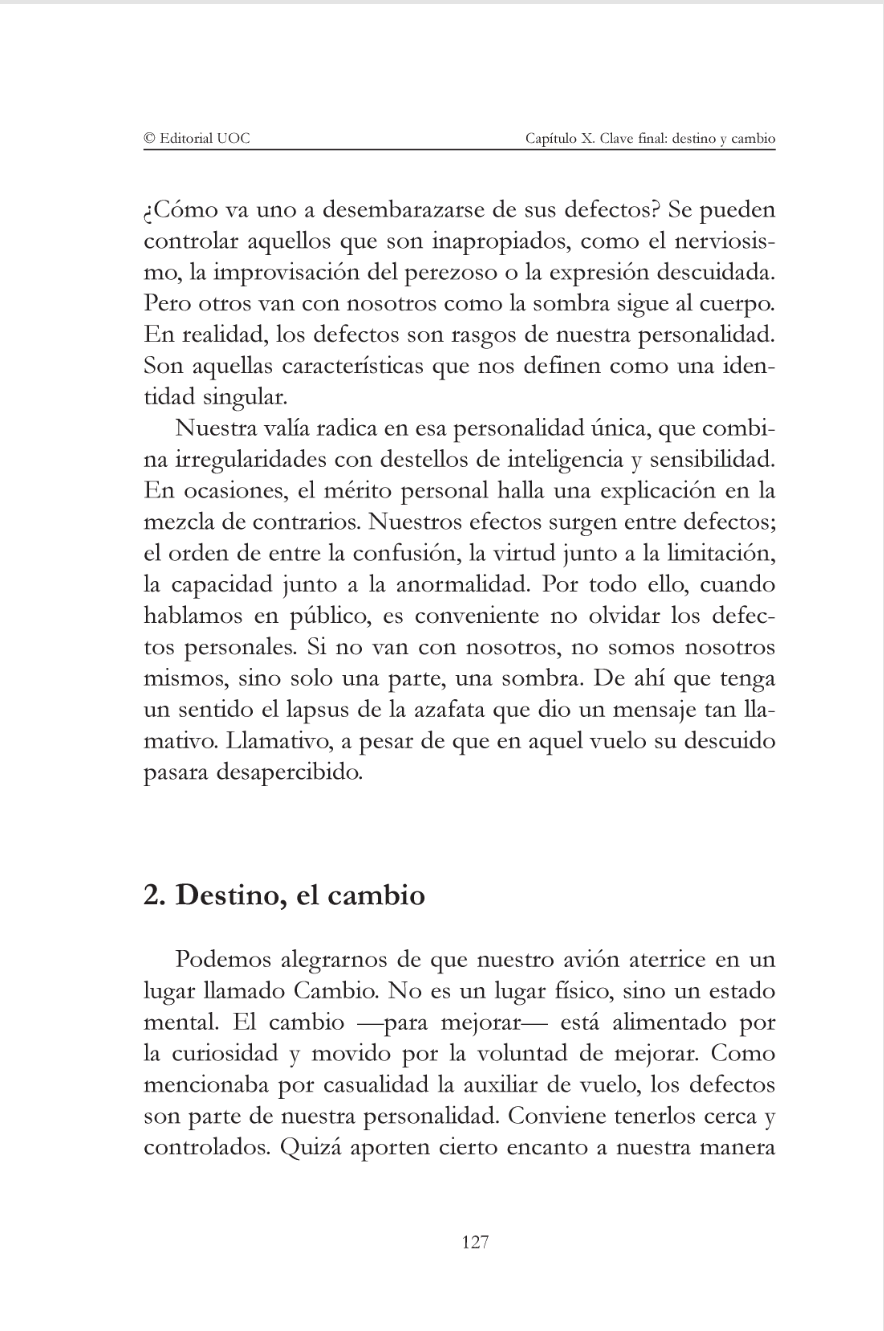 © Editorial UOC
Capítulo X. Clave final: destino y cambio
¿Cómo va uno a desembarazarse de sus defectos? Se pueden
controlar aquellos que son inapropiados, como el nerviosis-
mo, la improvisación del perezoso o la expresión descuidada.
Pero otros van con nosotros como la sombra sigue al cuerpo.
En realidad, los defectos son rasgos de nuestra personalidad.
Son aquellas características que nos definen como una iden-
tidad singular.
Nuestra valía radica en esa personalidad única, que combi-
na irregularidades con destellos de inteligencia y sensibilidad.
En ocasiones, el mérito personal halla una explicación en la
mezcla de contrarios. Nuestros efectos surgen entre defectos;
el orden de entre la confusión, la virtud junto a la limitación,
la capacidad junto a la anormalidad. Por todo ello, cuando
hablamos en público, es conveniente no olvidar los defec-
tos personales. Si no van con nosotros, no somos nosotros
mismos, sino solo una parte, una sombra. De ahí que tenga
un sentido el lapsus de la azafata que dio un mensaje tan lla-
mativo. Llamativo, a pesar de que en aquel vuelo su descuido
pasara desapercibido.
2. Destino, el cambio
Podemos alegrarnos de que nuestro avión aterrice en un
lugar llamado Cambio. No es un lugar físico, sino un estado
mental. El cambio —para mejorar— está alimentado por
la curiosidad y movido por la voluntad de mejorar. Como
mencionaba por casualidad la auxiliar de vuelo, los defectos
son parte de nuestra personalidad. Conviene tenerlos cerca y
controlados. Quizá aporten cierto encanto a nuestra manera
127